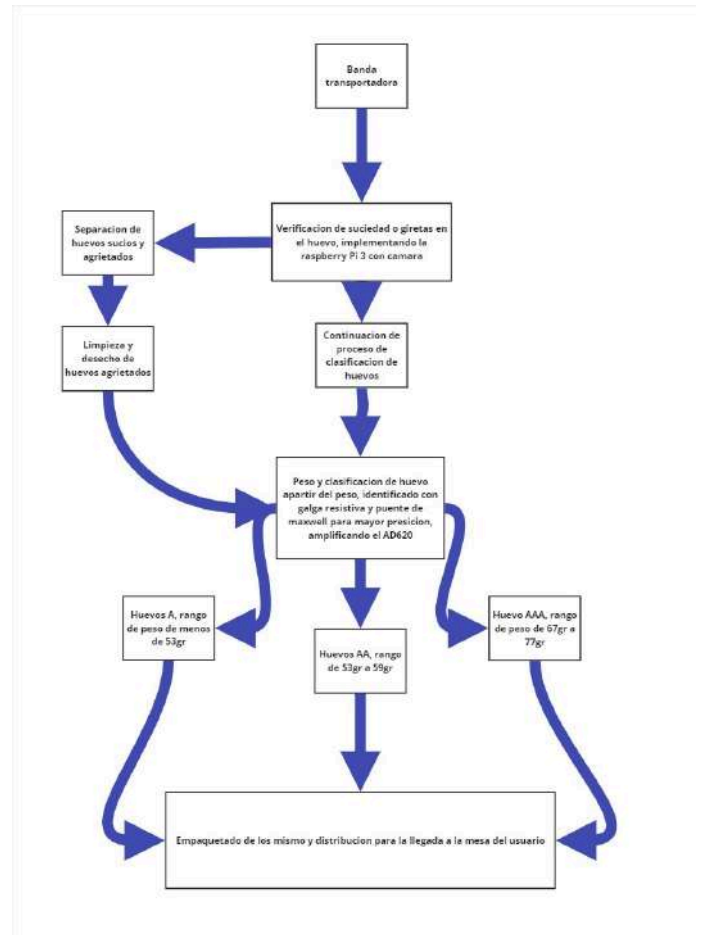 Banda
transportadora
Verificacion de suciedad o giretas en
el huevo, implementando la
raspberry Pi 3 con camara
Separacion de
huevos sucios y
agrietados
Limpieza y
desecho de
huevos agrietados
Continuacion de
proceso de
clasificacion de
huevos
Peso y clasificacion de huevo
apartir del peso, identificado con
galga resistiva y puente de
maxwell para mayor presicion,
amplificando el AD620
Huevos A, rango
de peso de menos
de 53gr
Huevos AA, rango
de 53gr a 59gr
Huevo AAA, rango
de peso de 67gr a
77gr
Empaquetado de los mismo y distribucion para la llegada a la mesa del usuario